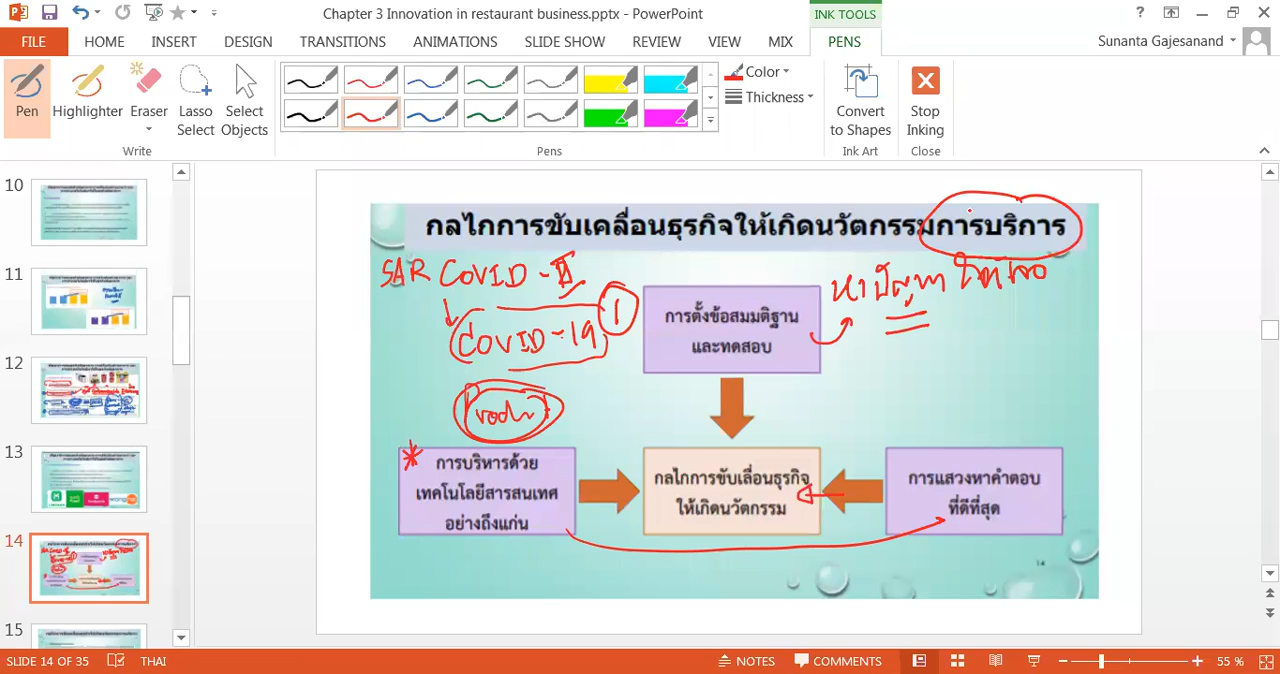 Chapter 3 Innovation in restaurant business.pptx - PowerPoint
INK TOOLS
FILE
HOME
INSERT
DESIGN
TRANSITIONS
ANIMATIONS
SLIDE SHOW
REVIEW
VIEW
MIX
PENS
Sunanta Gajesanand
Pen
Highlighter
Eraser
Lasso
Select
Select
Objects
Color
Thickness
Convert
to Shapes
Stop
Inking
Write
Pens
Ink Art
Close
10
11
12
13
14
15
กลไกการขับเคลื่อนธุรกิจให้เกิดนวัตกรรมการบริการ
SAR COVID - II
COVID - 19
1
การตั้งข้อสมมติฐาน
และทดสอบ
หาปัญหา
การบริหารด้วย
เทคโนโลยีสารสนเทศ
อย่างถึงแก่น
กลไกการขับเลื่อนธุรกิจ
ให้เกิดนวัตกรรม
การแสวงหาคำตอบ
ที่ดีที่สุด
14
SLIDE 14 OF 35
THAI
NOTES
COMMENTS
55 %